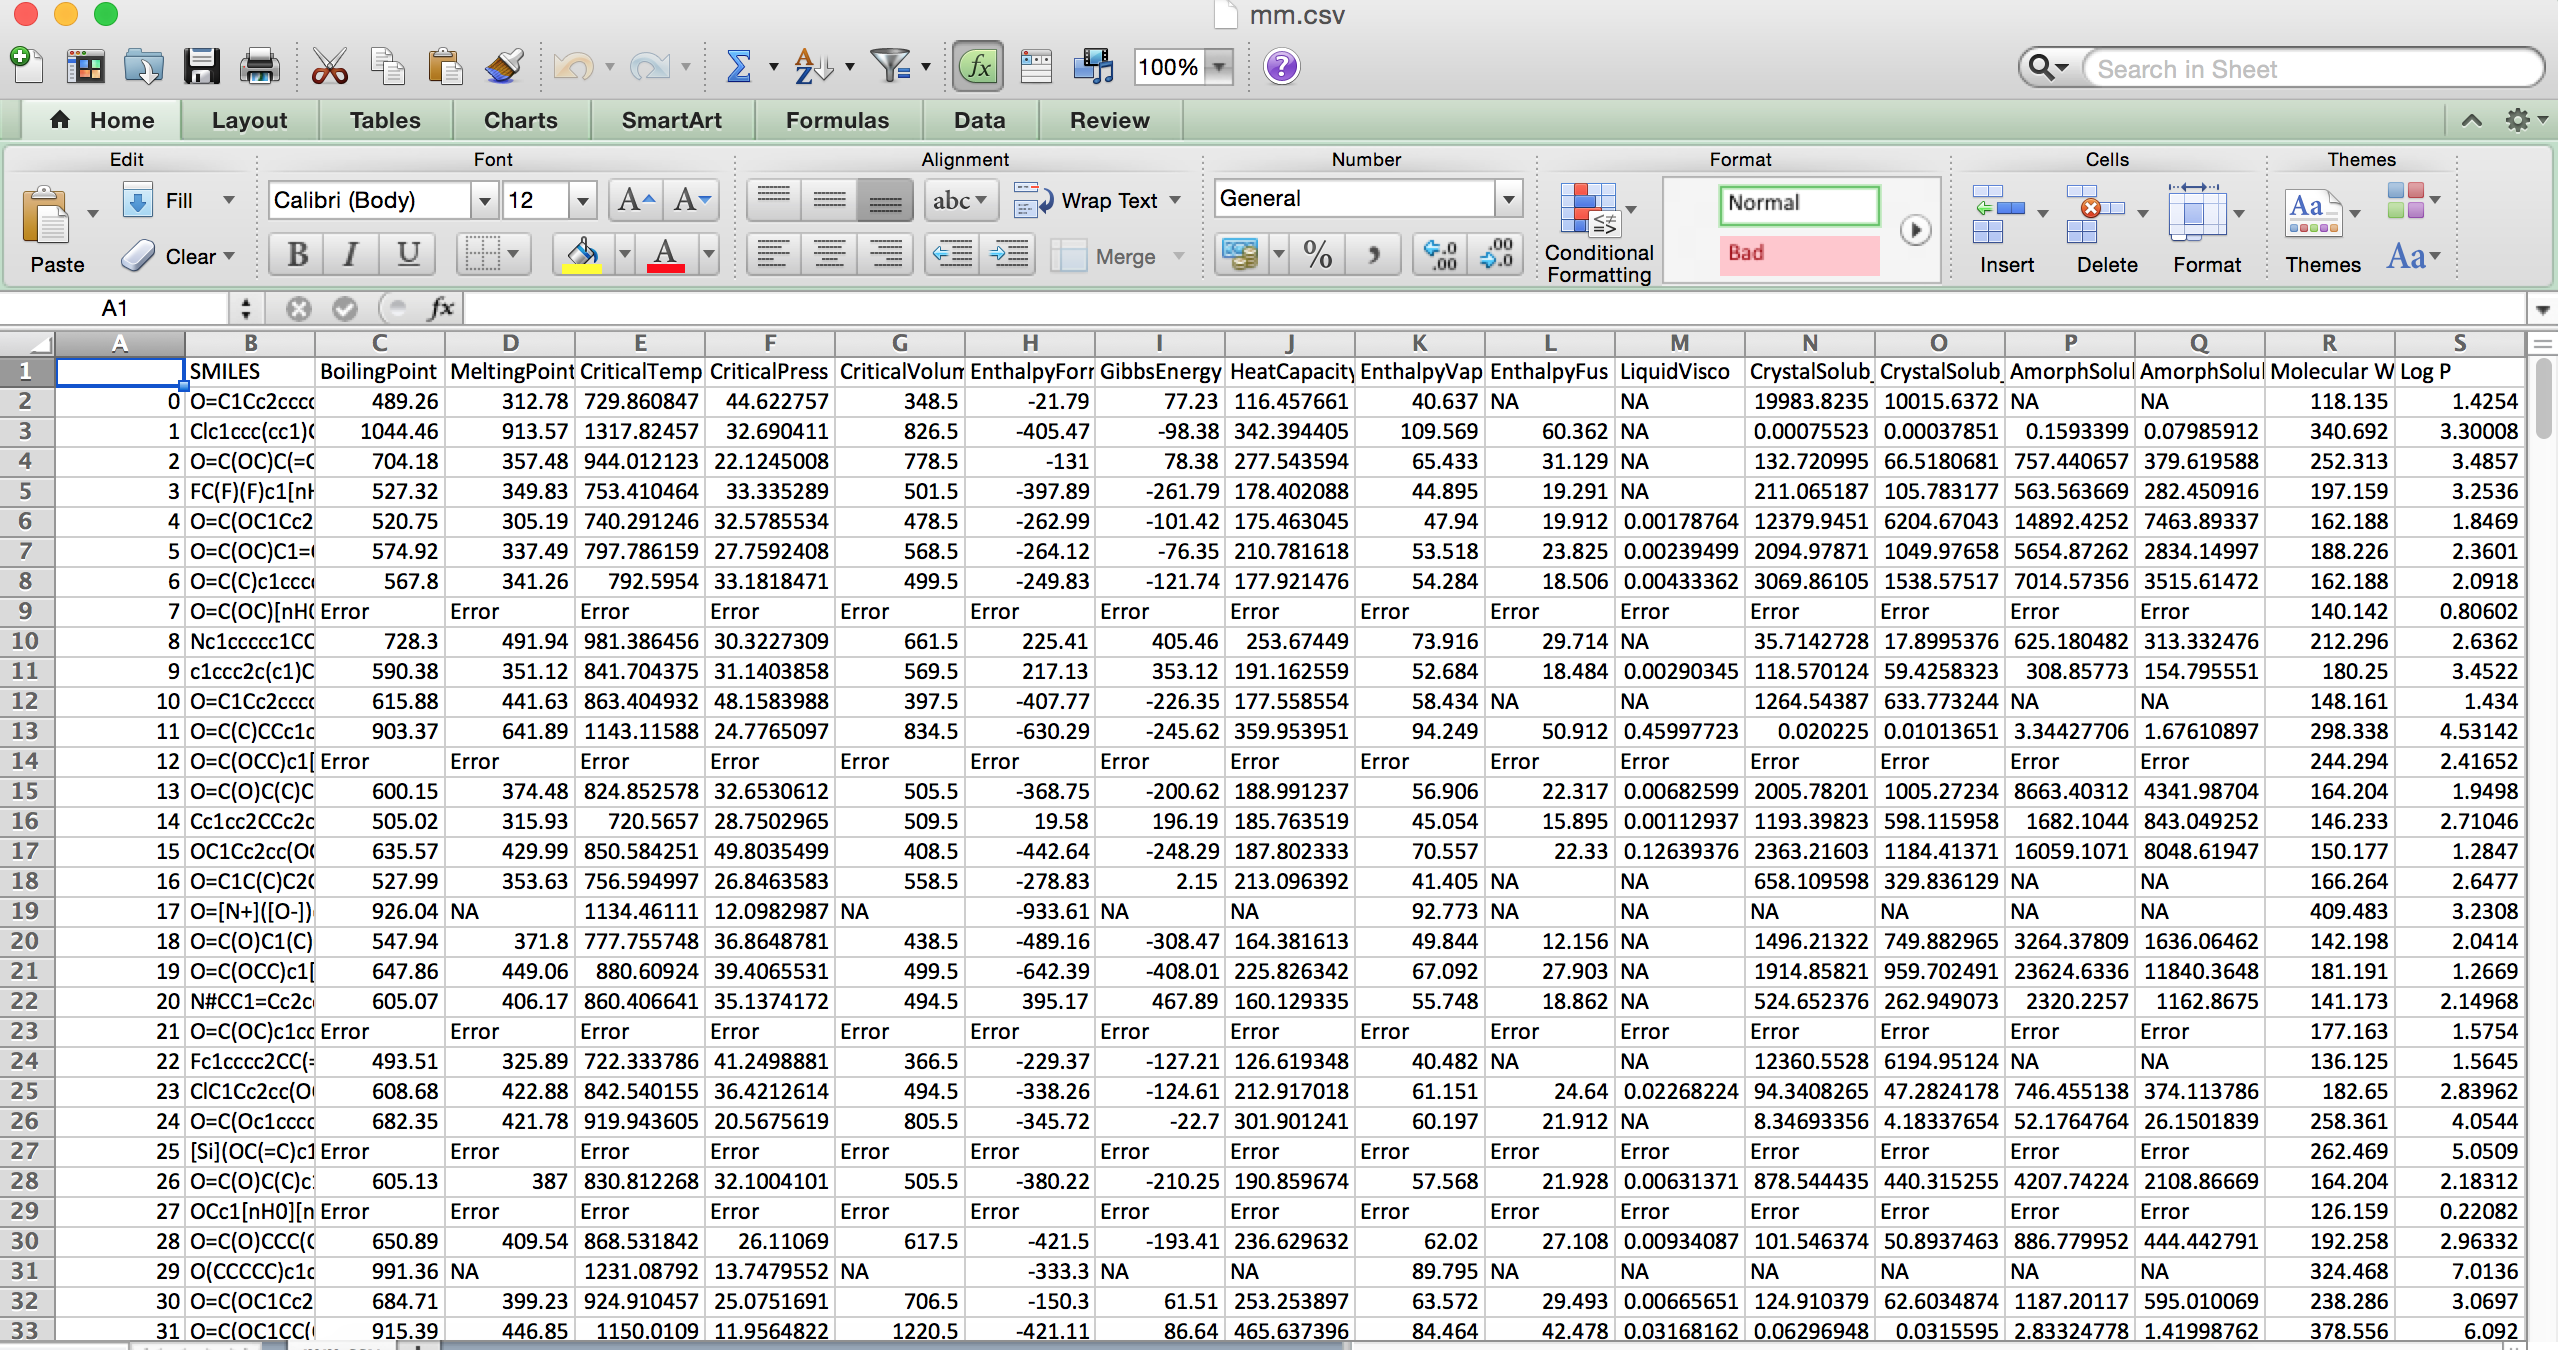 mm.csv
100% Search in Sheet
Home Layout Tables Charts SmartArt Formulas Data Review
Edit Font Alignment Number Format Cells Themes
Fill Calibri (Body) 12 A A abc Wrap Text General Normal Aa
Paste Clear B I U A Merge % Conditional Formatting Bad Insert Delete Format Themes Aa
A1 fx
A B C D E F G H I J K L M N O P Q R S
1 SMILES BoilingPoint MeltingPoint CriticalTemp CriticalPress CriticalVolum EnthalpyForr GibbsEnergy HeatCapacity EnthalpyVap EnthalpyFus LiquidVisco CrystalSolub_ CrystalSolub_ AmorphSolul AmorphSolul Molecular W Log P
2 0 O=C1Cc2cccc 489.26 312.78 729.860847 44.622757 348.5 -21.79 77.23 116.457661 40.637 NA NA 19983.8235 10015.6372 NA NA 118.135 1.4254
3 1 Clc1ccc(cc1)( 1044.46 913.57 1317.82457 32.690411 826.5 -405.47 -98.38 342.394405 109.569 60.362 NA 0.00075523 0.00037851 0.1593399 0.07985912 340.692 3.30008
4 2 O=C(OC)C(=C 704.18 357.48 944.012123 22.1245008 778.5 -131 78.38 277.543594 65.433 31.129 NA 132.720995 66.5180681 757.440657 379.619588 252.313 3.4857
5 3 FC(F)(F)c1[nH 527.32 349.83 753.410464 33.335289 501.5 -397.89 -261.79 178.402088 44.895 19.291 NA 211.065187 105.783177 563.563669 282.450916 197.159 3.2536
6 4 O=C(OC1Cc2 520.75 305.19 740.291246 32.5785534 478.5 -262.99 -101.42 175.463045 47.94 19.912 0.00178764 12379.9451 6204.67043 14892.4252 7463.89337 162.188 1.8469
7 5 O=C(OC)C1=( 574.92 337.49 797.786159 27.7592408 568.5 -264.12 -76.35 210.781618 53.518 23.825 0.00239499 2094.97871 1049.97658 5654.87262 2834.14997 188.226 2.3601
8 6 O=C(C)c1ccc 567.8 341.26 792.5954 33.1818471 499.5 -249.83 -121.74 177.921476 54.284 18.506 0.00433362 3069.86105 1538.57517 7014.57356 3515.61472 162.188 2.0918
9 7 O=C(OC)[nH( Error Error Error Error Error Error Error Error Error Error Error Error Error Error Error 140.142 0.80602
10 8 Nc1ccccc1CC 728.3 491.94 981.386456 30.3227309 661.5 225.41 405.46 253.67449 73.916 29.714 NA 35.7142728 17.8995376 625.180482 313.332476 212.296 2.6362
11 9 c1ccc2c(c1)C 590.38 351.12 841.704375 31.1403858 569.5 217.13 353.12 191.162559 52.684 18.484 0.00290345 118.570124 59.4258323 308.85773 154.795551 180.25 3.4522
12 10 O=C1Cc2cccc 615.88 441.63 863.404932 48.1583988 397.5 -407.77 -226.35 177.558554 58.434 NA NA 1264.54387 633.773244 NA NA 148.161 1.434
13 11 O=C(C)CCc1c 903.37 641.89 1143.11588 24.7765097 834.5 -630.29 -245.62 359.953951 94.249 50.912 0.45997723 0.020225 0.01013651 3.34427706 1.67610897 298.338 4.53142
14 12 O=C(OCC)c1[ Error Error Error Error Error Error Error Error Error Error Error Error Error Error Error 244.294 2.41652
15 13 O=C(O)C(C)C 600.15 374.48 824.852578 32.6530612 505.5 -368.75 -200.62 188.991237 56.906 22.317 0.00682599 2005.78201 1005.27234 8663.40312 4341.98704 164.204 1.9498
16 14 Cc1cc2CCc2c 505.02 315.93 720.5657 28.7502965 509.5 19.58 196.19 185.763519 45.054 15.895 0.00112937 1193.39823 598.115958 1682.1044 843.049252 146.233 2.71046
17 15 OC1Cc2cc(O( 635.57 429.99 850.584251 49.8035499 408.5 -442.64 -248.29 187.802333 70.557 22.33 0.12639376 2363.21603 1184.41371 16059.1071 8048.61947 150.177 1.2847
18 16 O=C1C(C)C2( 527.99 353.63 756.594997 26.8463583 558.5 -278.83 2.15 213.096392 41.405 NA NA 658.109598 329.836129 NA NA 166.264 2.6477
19 17 O=[N+]([O-]) 926.04 NA 1134.46111 12.0982987 NA -933.61 NA NA 92.773 NA NA NA NA NA NA 409.483 3.2308
20 18 O=C(O)C1(C) 547.94 371.8 777.755748 36.8648781 438.5 -489.16 -308.47 164.381613 49.844 12.156 NA 1496.21322 749.882965 3264.37809 1636.06462 142.198 2.0414
21 19 O=C(OCC)c1[ 647.86 449.06 880.60924 39.4065531 499.5 -642.39 -408.01 225.826342 67.092 27.903 NA 1914.85821 959.702491 23624.6336 11840.3648 181.191 1.2669
22 20 N#CC1=Cc2c 605.07 406.17 860.406641 35.1374172 494.5 395.17 467.89 160.129335 55.748 18.862 NA 524.652376 262.949073 2320.2257 1162.8675 141.173 2.14968
23 21 O=C(OC)c1cc Error Error Error Error Error Error Error Error Error Error Error Error Error Error Error 177.163 1.5754
24 22 Fc1cccc2CC(= 493.51 325.89 722.333786 41.2498881 366.5 -229.37 -127.21 126.619348 40.482 NA NA 12360.5528 6194.95124 NA NA 136.125 1.5645
25 23 ClC1Cc2cc(O 608.68 422.88 842.540155 36.4212614 494.5 -338.26 -124.61 212.917018 61.151 24.64 0.02268224 94.3408265 47.2824178 746.455138 374.113786 182.65 2.83962
26 24 O=C(Oc1cccc 682.35 421.78 919.943605 20.5675619 805.5 -345.72 -22.7 301.901241 60.197 21.912 NA 8.34693356 4.18337654 52.1764764 26.1501839 258.361 4.0544
27 25 [Si](OC(=C)c1 Error Error Error Error Error Error Error Error Error Error Error Error Error Error Error 262.469 5.0509
28 26 O=C(O)C(C)c 605.13 387 830.812268 32.1004101 505.5 -380.22 -210.25 190.859674 57.568 21.928 0.00631371 878.544435 440.315255 4207.74224 2108.86669 164.204 2.18312
29 27 OCc1[nH0][n Error Error Error Error Error Error Error Error Error Error Error Error Error Error Error 126.159 0.22082
30 28 O=C(O)CCC(C 650.89 409.54 868.531842 26.11069 617.5 -421.5 -193.41 236.629632 62.02 27.108 0.00934087 101.546374 50.8937463 886.779952 444.442791 192.258 2.96332
31 29 O(CCCCC)c1c 991.36 NA 1231.08792 13.7479552 NA -333.3 NA NA 89.795 NA NA NA NA NA NA 324.468 7.0136
32 30 O=C(OC1Cc2 684.71 399.23 924.910457 25.0751691 706.5 -150.3 61.51 253.253897 63.572 29.493 0.00665651 124.910379 62.6034874 1187.20117 595.010069 238.286 3.0697
33 31 O=C(OC1CC( 915.39 446.85 1150.0109 11.9564822 1220.5 -421.11 86.64 465.637396 84.464 42.478 0.03168162 0.06296948 0.0315595 2.83324778 1.41998762 378.556 6.092